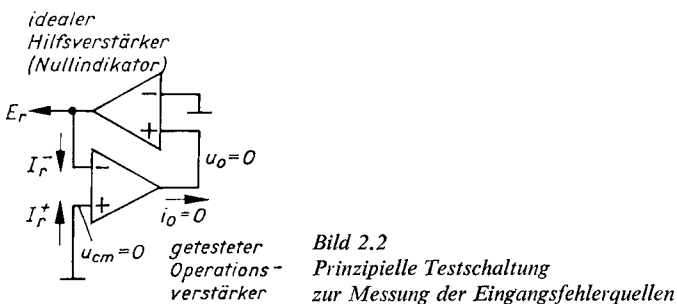 idealer
Hilfsverstärker
(Nullindikator)
E_r
−
+
u_o=0
I_r^-
−
I_r^+
+
i_o=0
u_cm=0
getesteter
Operations-
verstärker
Bild 2.2
Prinzipielle Testschaltung
zur Messung der Eingangsfehlerquellen